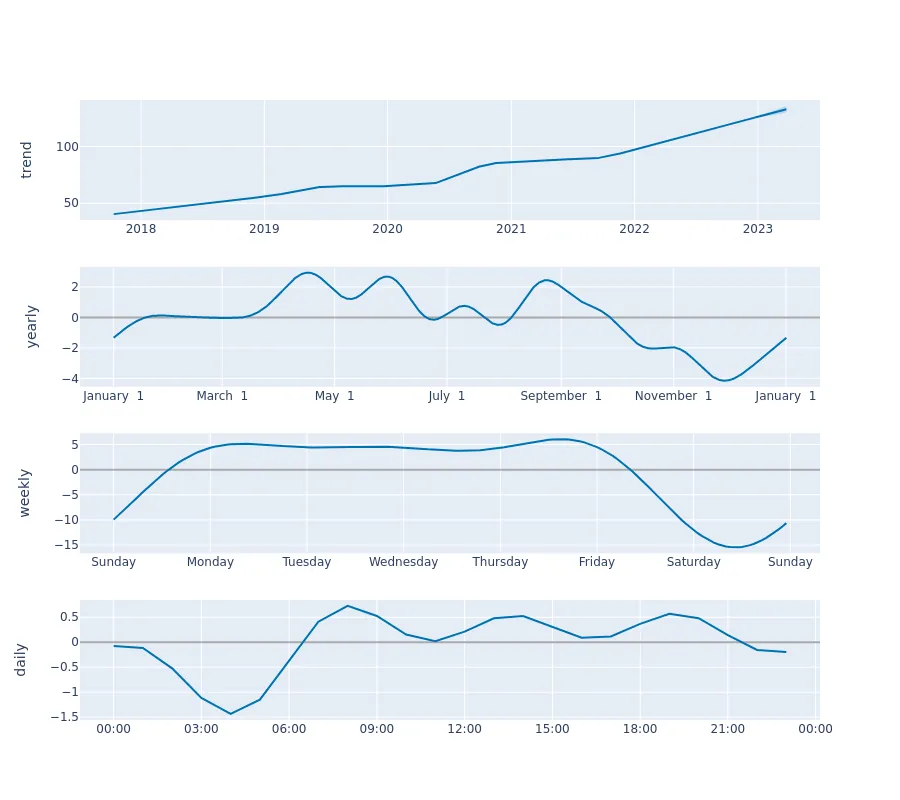 trend
100
50
2018 2019 2020 2021 2022 2023
yearly
2
0
−2
−4
January 1 March 1 May 1 July 1 September 1 November 1 January 1
weekly
5
0
−5
−10
−15
Sunday Monday Tuesday Wednesday Thursday Friday Saturday Sunday
daily
0.5
0
−0.5
−1
−1.5
00:00 03:00 06:00 09:00 12:00 15:00 18:00 21:00 00:00